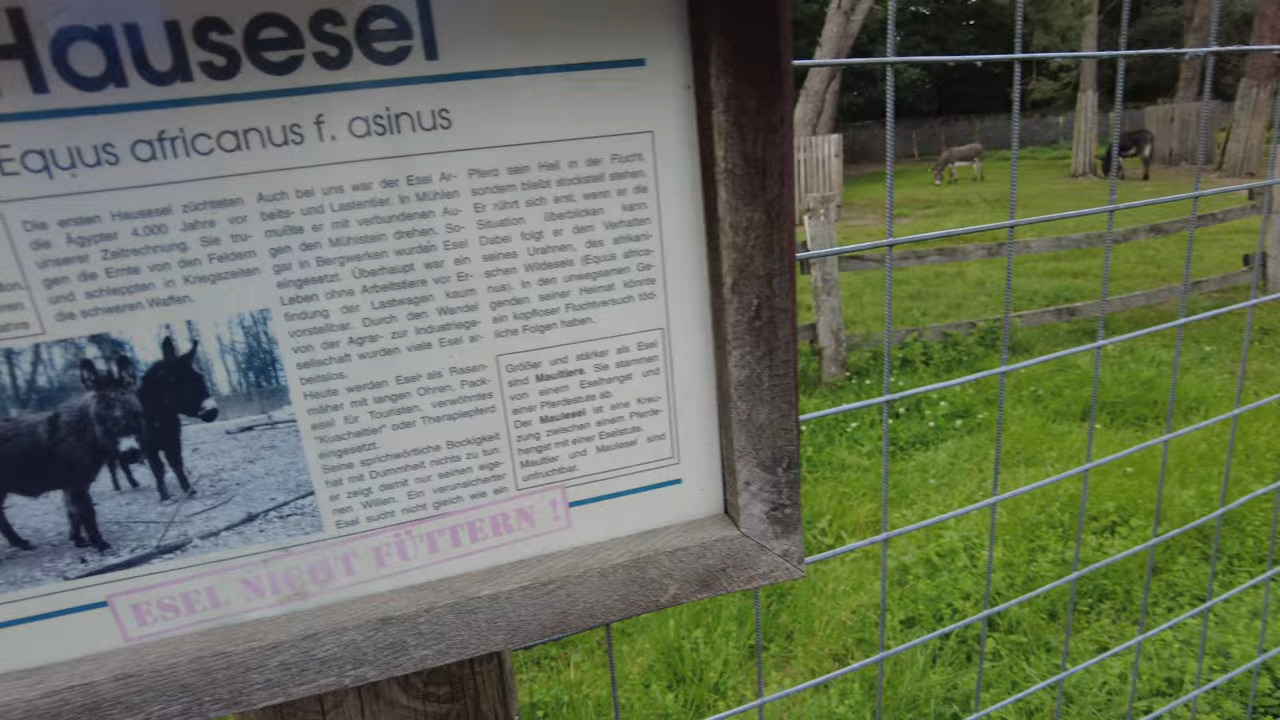 Hausesel
Equus africanus f. asinus
Die ersten Hausesel züchteten
die Ägypter 4.000 Jahre vor
unserer Zeitrechnung. Sie tru-
gen die Ernte von den Feldern
und schleppten in Kriegszeiten
die schweren Waffen.
Auch bei uns war der Esel Ar-
beits- und Lastentier. In Mühlen
mußte er mit verbundenen Au-
gen den Mühlstein drehen. So-
gar in Bergwerken wurden Esel
eingesetzt. Überhaupt war ein
Leben ohne Arbeitstiere vor Er-
findung der Lastwagen kaum
vorstellbar. Durch den Wandel
von der Agrar- zur Industriege-
sellschaft wurden viele Esel ar-
beitslos.
Heute werden Esel als Rasen-
mäher mit langen Ohren, Pack-
esel für Touristen, verwöhntes
"Kuscheltier" oder Therapiepferd
eingesetzt.
Seine sprichwörtliche Bockigkeit
hat mit Dummheit nichts zu tun:
er zeigt damit nur seinen eige-
nen Willen. Ein verunsicherter
Esel sucht nicht gleich wie ein
Pferd sein Heil in der Flucht,
sondern bleibt stocksteif stehen.
Er rührt sich erst, wenn er die
Situation überblicken kann.
Dabei folgt er dem Verhalten
seines Urahnen, des afrikani-
schen Wildesels (Equus africa-
nus). In den unwegsamen Ge-
genden seiner Heimat könnte
ein kopfloser Fluchtversuch töd-
liche Folgen haben.
Größer und stärker als Esel
sind Maultiere. Sie stammen
von einem Eselhengst und
einer Pferdestute ab.
Der Maulesel ist eine Kreu-
zung zwischen einem Pferde-
hengst mit einer Eselstute.
Maultier und Maulesel sind
unfruchtbar.
ESEL NICHT FÜTTERN !